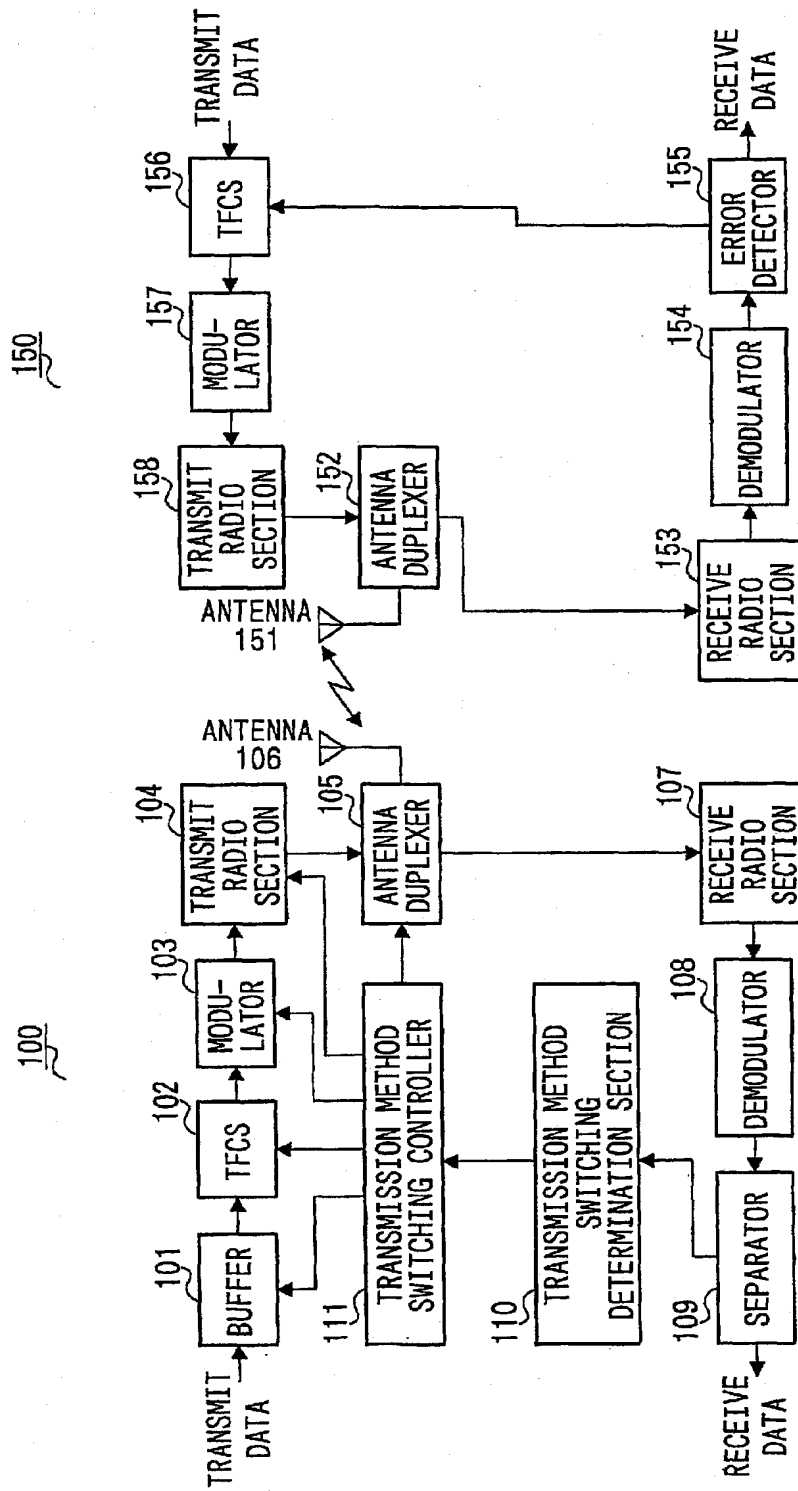 100
TRANSMIT
DATA
101
BUFFER
102
TFCS
103
MODU-
LATOR
104
TRANSMIT
RADIO
SECTION
111
TRANSMISSION METHOD
SWITCHING CONTROLLER
105
ANTENNA
DUPLEXER
ANTENNA
106
110
TRANSMISSION METHOD
SWITCHING
DETERMINATION SECTION
RECEIVE
DATA
109
SEPARATOR
108
DEMODULATOR
107
RECEIVE
RADIO
SECTION
150
ANTENNA
151
158
TRANSMIT
RADIO
SECTION
157
MODU-
LATOR
156
TFCS
TRANSMIT
DATA
152
ANTENNA
DUPLEXER
153
RECEIVE
RADIO
SECTION
154
DEMODULATOR
155
ERROR
DETECTOR
RECEIVE
DATA